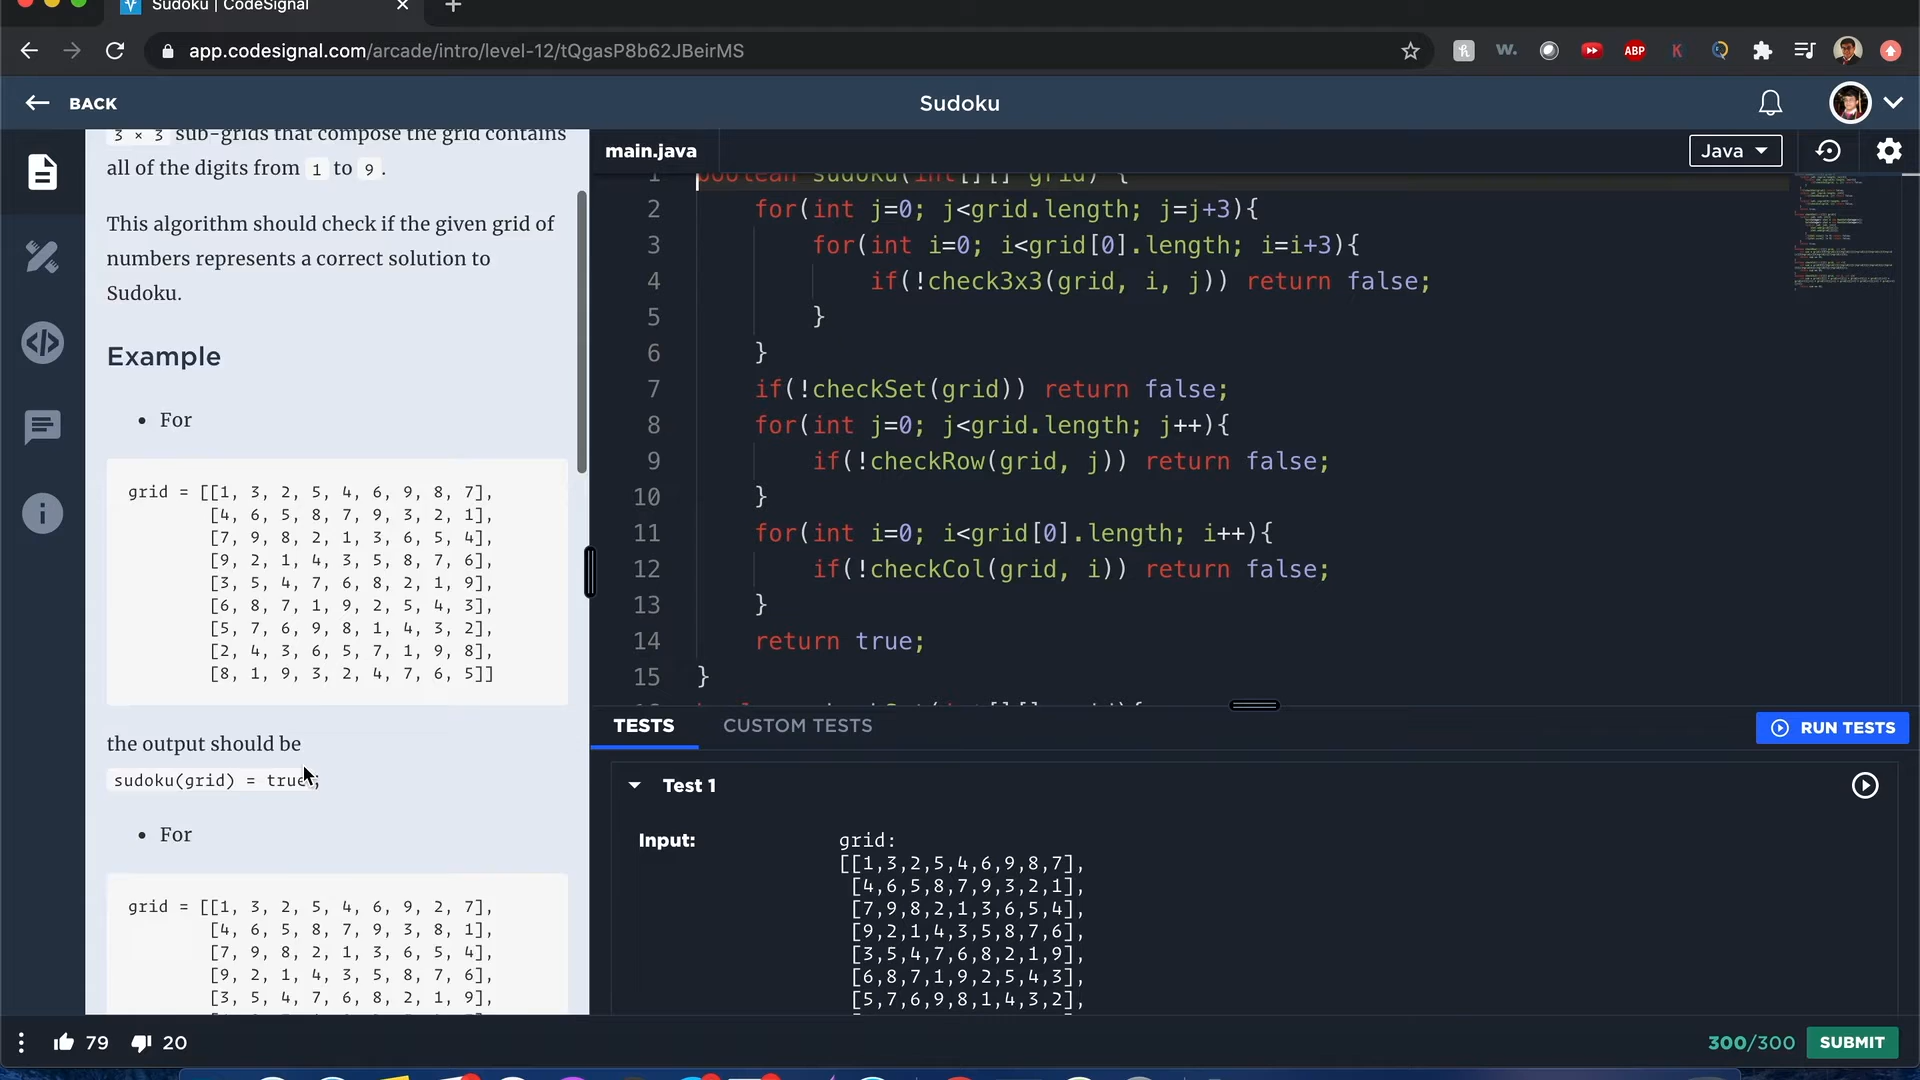 Sudoku | CodeSignal
app.codesignal.com/arcade/intro/level-12/tQgasP8b62JBeirMS
w.
ABP
K
BACK
Sudoku
3 × 3 sub-grids that compose the grid contains
all of the digits from 1 to 9.
This algorithm should check if the given grid of
numbers represents a correct solution to
Sudoku.
Example
• For
grid = [[1, 3, 2, 5, 4, 6, 9, 8, 7],
[4, 6, 5, 8, 7, 9, 3, 2, 1],
[7, 9, 8, 2, 1, 3, 6, 5, 4],
[9, 2, 1, 4, 3, 5, 8, 7, 6],
[3, 5, 4, 7, 6, 8, 2, 1, 9],
[6, 8, 7, 1, 9, 2, 5, 4, 3],
[5, 7, 6, 9, 8, 1, 4, 3, 2],
[2, 4, 3, 6, 5, 7, 1, 9, 8],
[8, 1, 9, 3, 2, 4, 7, 6, 5]]
the output should be
sudoku(grid) = true;
• For
grid = [[1, 3, 2, 5, 4, 6, 9, 2, 7],
[4, 6, 5, 8, 7, 9, 3, 8, 1],
[7, 9, 8, 2, 1, 3, 6, 5, 4],
[9, 2, 1, 4, 3, 5, 8, 7, 6],
[3, 5, 4, 7, 6, 8, 2, 1, 9],
main.java
Java
1 boolean sudoku(int[][] grid) {
2 for(int j=0; j<grid.length; j=j+3){
3 for(int i=0; i<grid[0].length; i=i+3){
4 if(!check3x3(grid, i, j)) return false;
5 }
6 }
7 if(!checkSet(grid)) return false;
8 for(int j=0; j<grid.length; j++){
9 if(!checkRow(grid, j)) return false;
10 }
11 for(int i=0; i<grid[0].length; i++){
12 if(!checkCol(grid, i)) return false;
13 }
14 return true;
15 }
TESTS
CUSTOM TESTS
RUN TESTS
Test 1
Input:
grid:
[[1,3,2,5,4,6,9,8,7],
[4,6,5,8,7,9,3,2,1],
[7,9,8,2,1,3,6,5,4],
[9,2,1,4,3,5,8,7,6],
[3,5,4,7,6,8,2,1,9],
[6,8,7,1,9,2,5,4,3],
[5,7,6,9,8,1,4,3,2],
79
20
300/300
SUBMIT